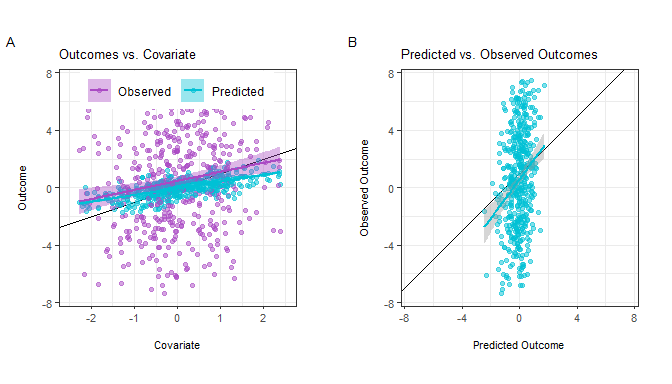 A
Outcomes vs. Covariate
Observed
Predicted
8
4
0
-4
-8
-2
-1
0
1
2
Outcome
Covariate
B
Predicted vs. Observed Outcomes
8
4
0
-4
-8
-8
-4
0
4
8
Observed Outcome
Predicted Outcome